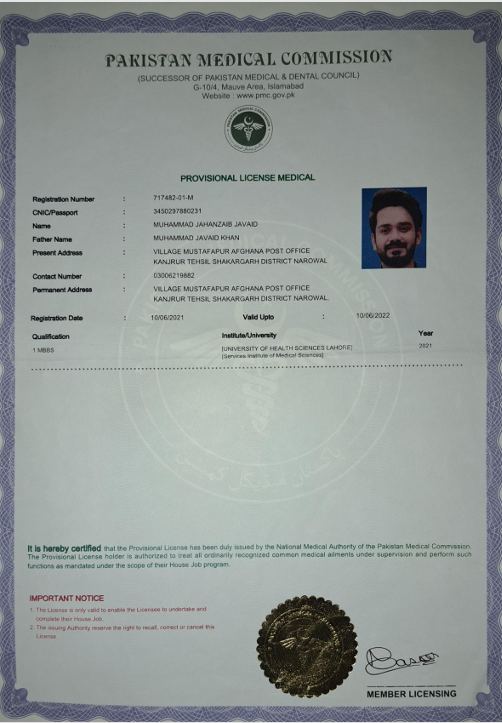 PAKISTAN MEDICAL COMMISSION
(SUCCESSOR OF PAKISTAN MEDICAL & DENTAL COUNCIL)
G-10/4, Mauve Area, Islamabad
Website : www.pmc.gov.pk
PROVISIONAL LICENSE MEDICAL
Registration Number : 717482-01-M
CNIC/Passport : 3450297880231
Name : MUHAMMAD JAHANZAIB JAVAID
Father Name : MUHAMMAD JAVAID KHAN
Present Address : VILLAGE MUSTAFAPUR AFGHANA POST OFFICE
KANJRUR TEHSIL SHAKARGARH DISTRICT NAROWAL
Contact Number : 03006219882
Permanent Address : VILLAGE MUSTAFAPUR AFGHANA POST OFFICE
KANJRUR TEHSIL SHAKARGARH DISTRICT NAROWAL.
Registration Date : 10/06/2021 Valid Upto : 10/06/2022
Qualification Institute/University Year
1 MBBS [UNIVERSITY OF HEALTH SCIENCES LAHORE] 2021
[Services Institute of Medical Sciences]
It is hereby certified that the Provisional License has been duly issued by the National Medical Authority of the Pakistan Medical Commission.
The Provisional License holder is authorized to treat all ordinarily recognized common medical ailments under supervision and perform such
functions as mandated under the scope of their House Job program.
IMPORTANT NOTICE
1. The License is only valid to enable the Licensee to undertake and
complete their House Job.
2. The issuing Authority reserve the right to recall, correct or cancel this
License.
MEMBER LICENSING